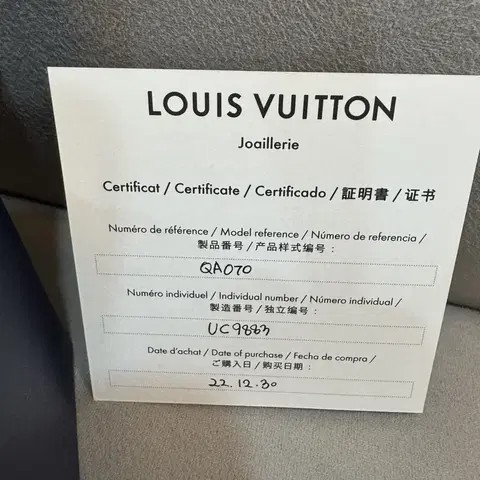 LOUIS VUITTON
Joaillerie
Certificat / Certificate / Certificado / 証明書 / 证书
Numéro de référence / Model reference / Número de referencia /
製品番号 / 产品样式编号 :
QA070
Numéro individuel / Individual number / Número individual /
製造番号 / 独立编号 :
UC9883
Date d'achat / Date of purchase / Fecha de compra /
ご購入日 / 购买日期 :
22.12.30